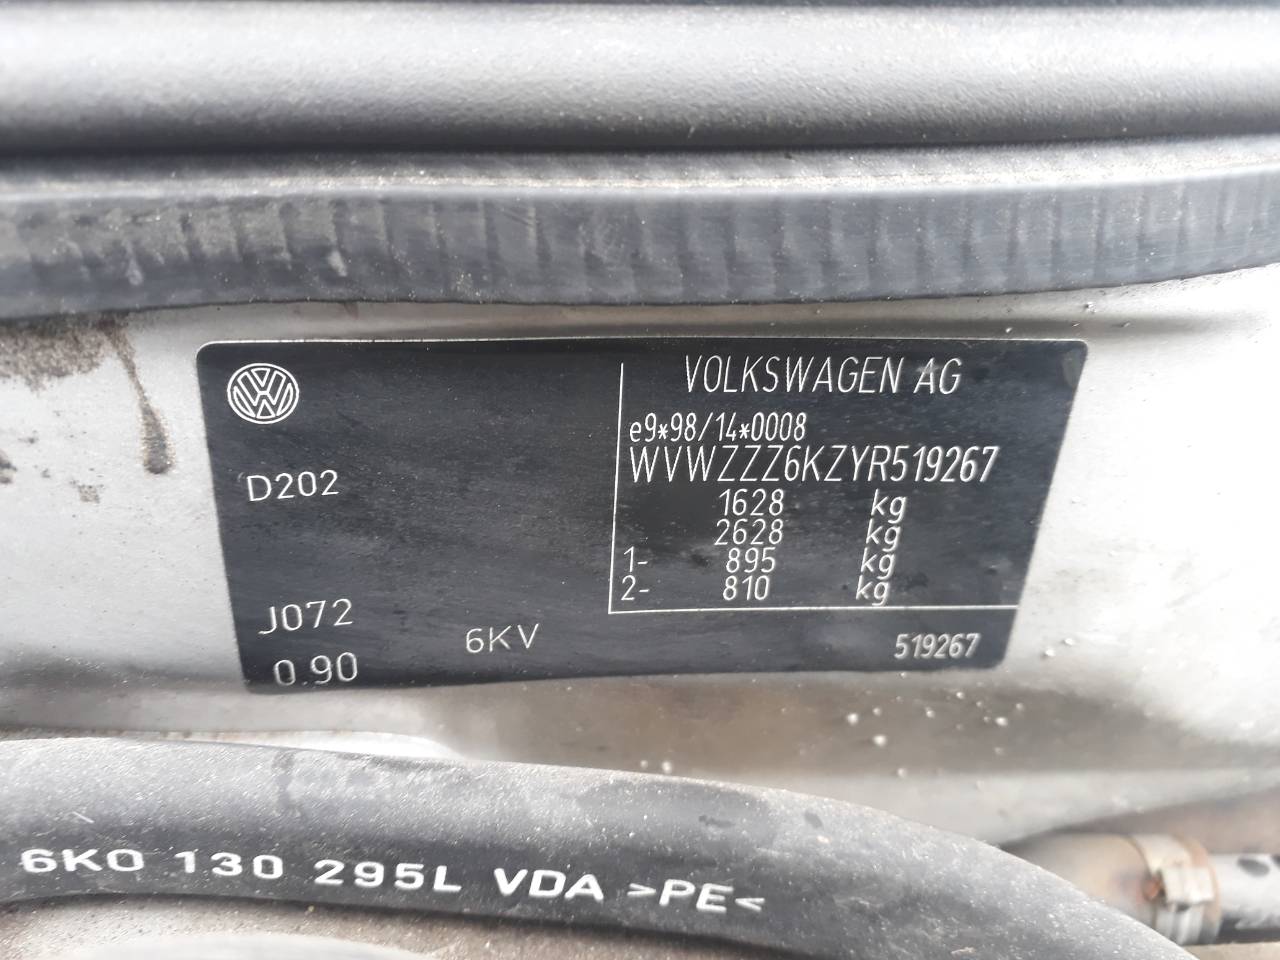 VOLKSWAGEN AG
e9*98/14*0008
WVWZZZ6KZYR519267
1628 kg
2628 kg
1- 895 kg
2- 810 kg
D202
J072
0.90
6KV
519267
6K0 130 295L VDA >PE<